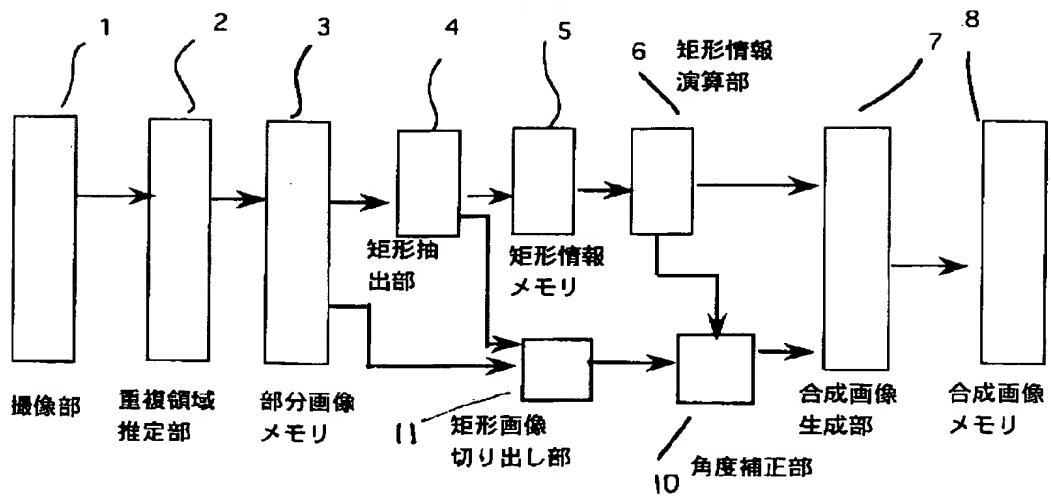 1
2
3
4
5
6
矩形情報
演算部
7
8
矩形抽
出部
矩形情報
メモリ
撮像部
重複領域
推定部
部分画像
メモリ
11
矩形画像
切り出し部
10
角度補正部
合成画像
生成部
合成画像
メモリ